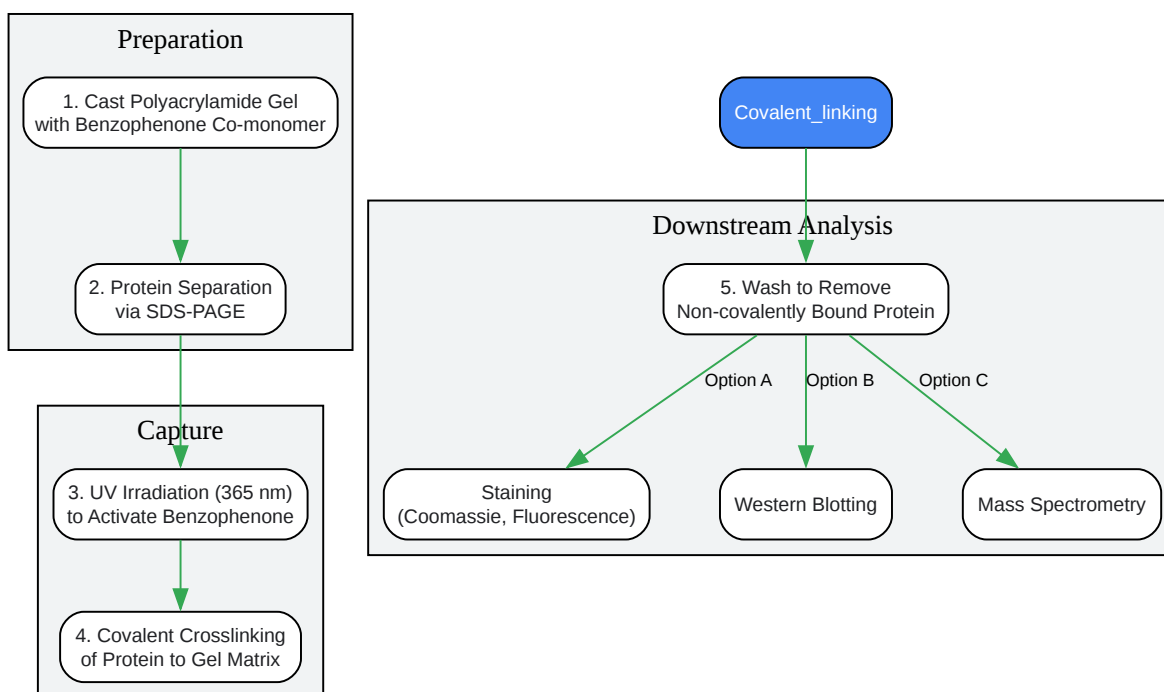 Preparation
1. Cast Polyacrylamide Gel
with Benzophenone Co-monomer
2. Protein Separation
via SDS-PAGE
Capture
3. UV Irradiation (365 nm)
to Activate Benzophenone
4. Covalent Crosslinking
of Protein to Gel Matrix
Covalent_linking
Downstream Analysis
5. Wash to Remove
Non-covalently Bound Protein
Option A
Option B
Option C
Staining
(Coomassie, Fluorescence)
Western Blotting
Mass Spectrometry